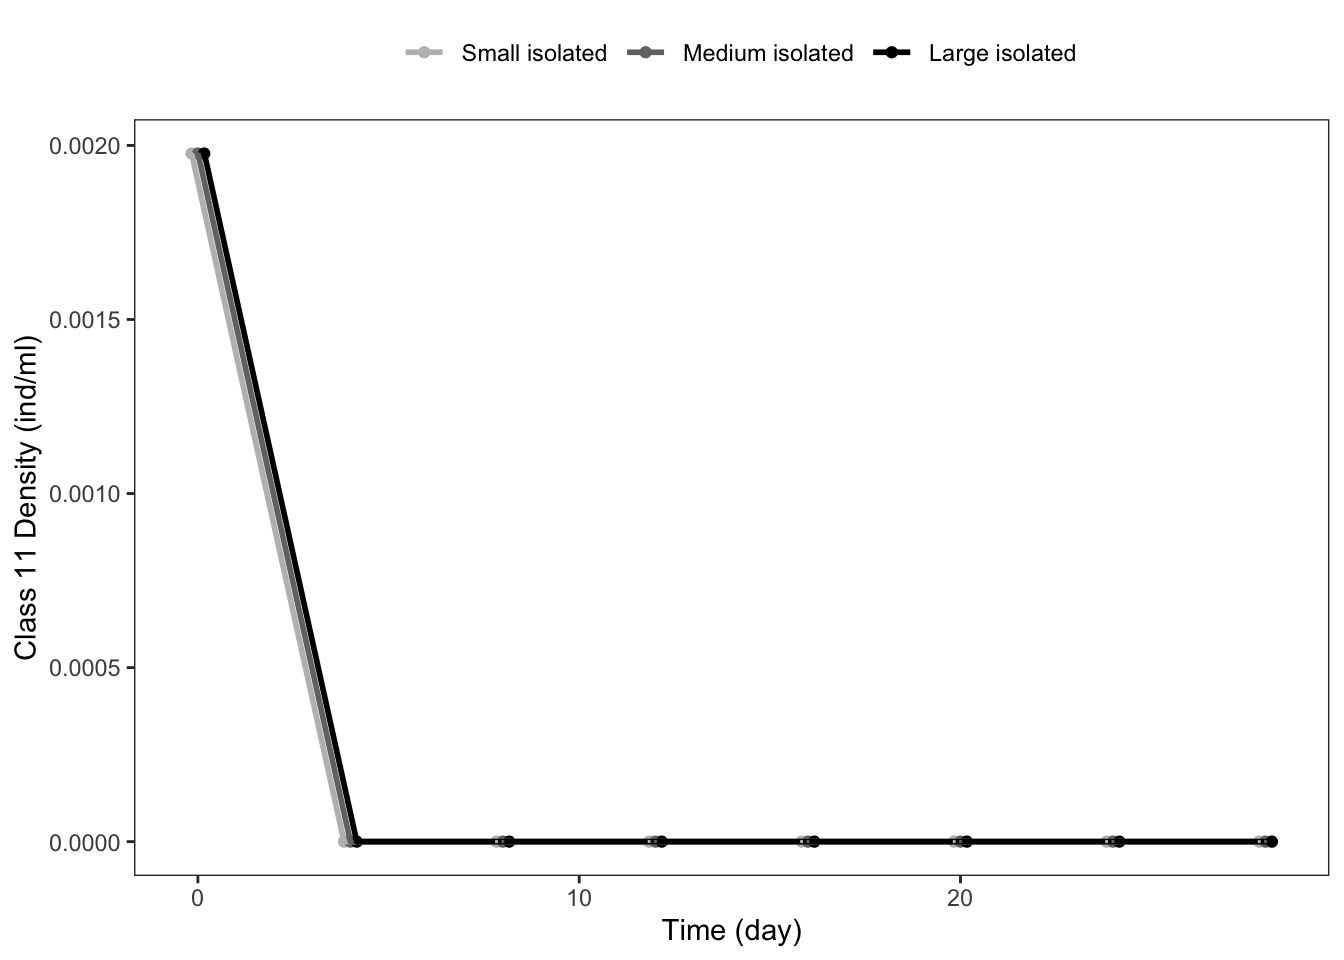 Small isolated Medium isolated Large isolated
0.0020
0.0015
0.0010
0.0005
0.0000
Class 11 Density (ind/ml)
0 10 20
Time (day)